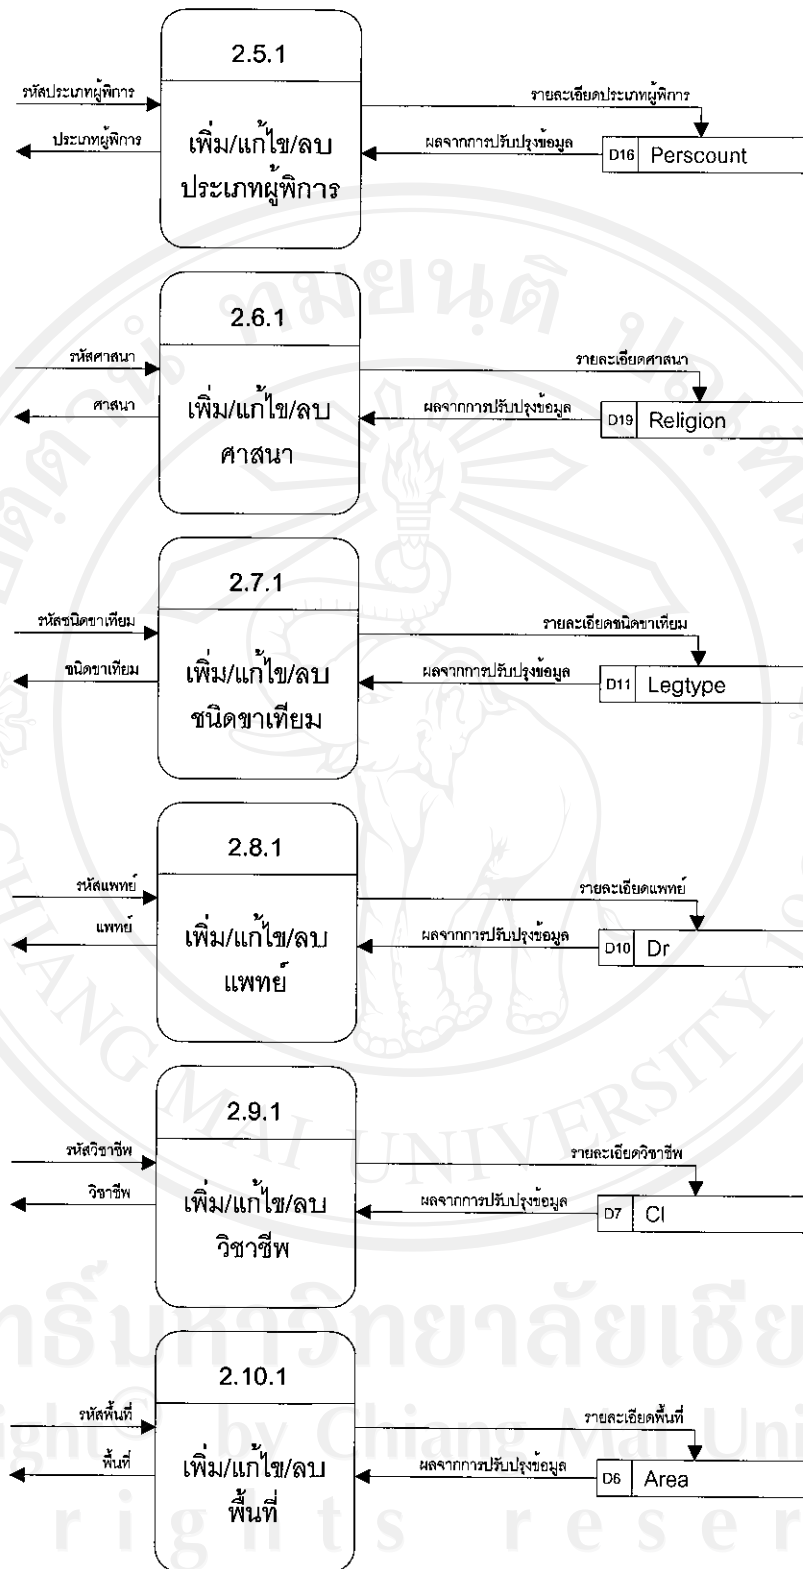 2.5.1
รหัสประเภทผู้พิการ
รายละเอียดประเภทผู้พิการ
ประเภทผู้พิการ
เพิ่ม/แก้ไข/ลบ
ประเภทผู้พิการ
ผลจากการปรับปรุงข้อมูล
D16 Perscount
2.6.1
รหัสศาสนา
รายละเอียดศาสนา
ศาสนา
เพิ่ม/แก้ไข/ลบ
ศาสนา
ผลจากการปรับปรุงข้อมูล
D19 Religion
2.7.1
รหัสชนิดขาเทียม
รายละเอียดชนิดขาเทียม
ชนิดขาเทียม
เพิ่ม/แก้ไข/ลบ
ชนิดขาเทียม
ผลจากการปรับปรุงข้อมูล
D11 Legtype
2.8.1
รหัสแพทย์
รายละเอียดแพทย์
แพทย์
เพิ่ม/แก้ไข/ลบ
แพทย์
ผลจากการปรับปรุงข้อมูล
D10 Dr
2.9.1
รหัสวิชาชีพ
รายละเอียดวิชาชีพ
วิชาชีพ
เพิ่ม/แก้ไข/ลบ
วิชาชีพ
ผลจากการปรับปรุงข้อมูล
D7 Cl
2.10.1
รหัสพื้นที่
รายละเอียดพื้นที่
พื้นที่
เพิ่ม/แก้ไข/ลบ
พื้นที่
ผลจากการปรับปรุงข้อมูล
D6 Area
CHIANG MAI UNIVERSITY
by Chiang Mai
rights